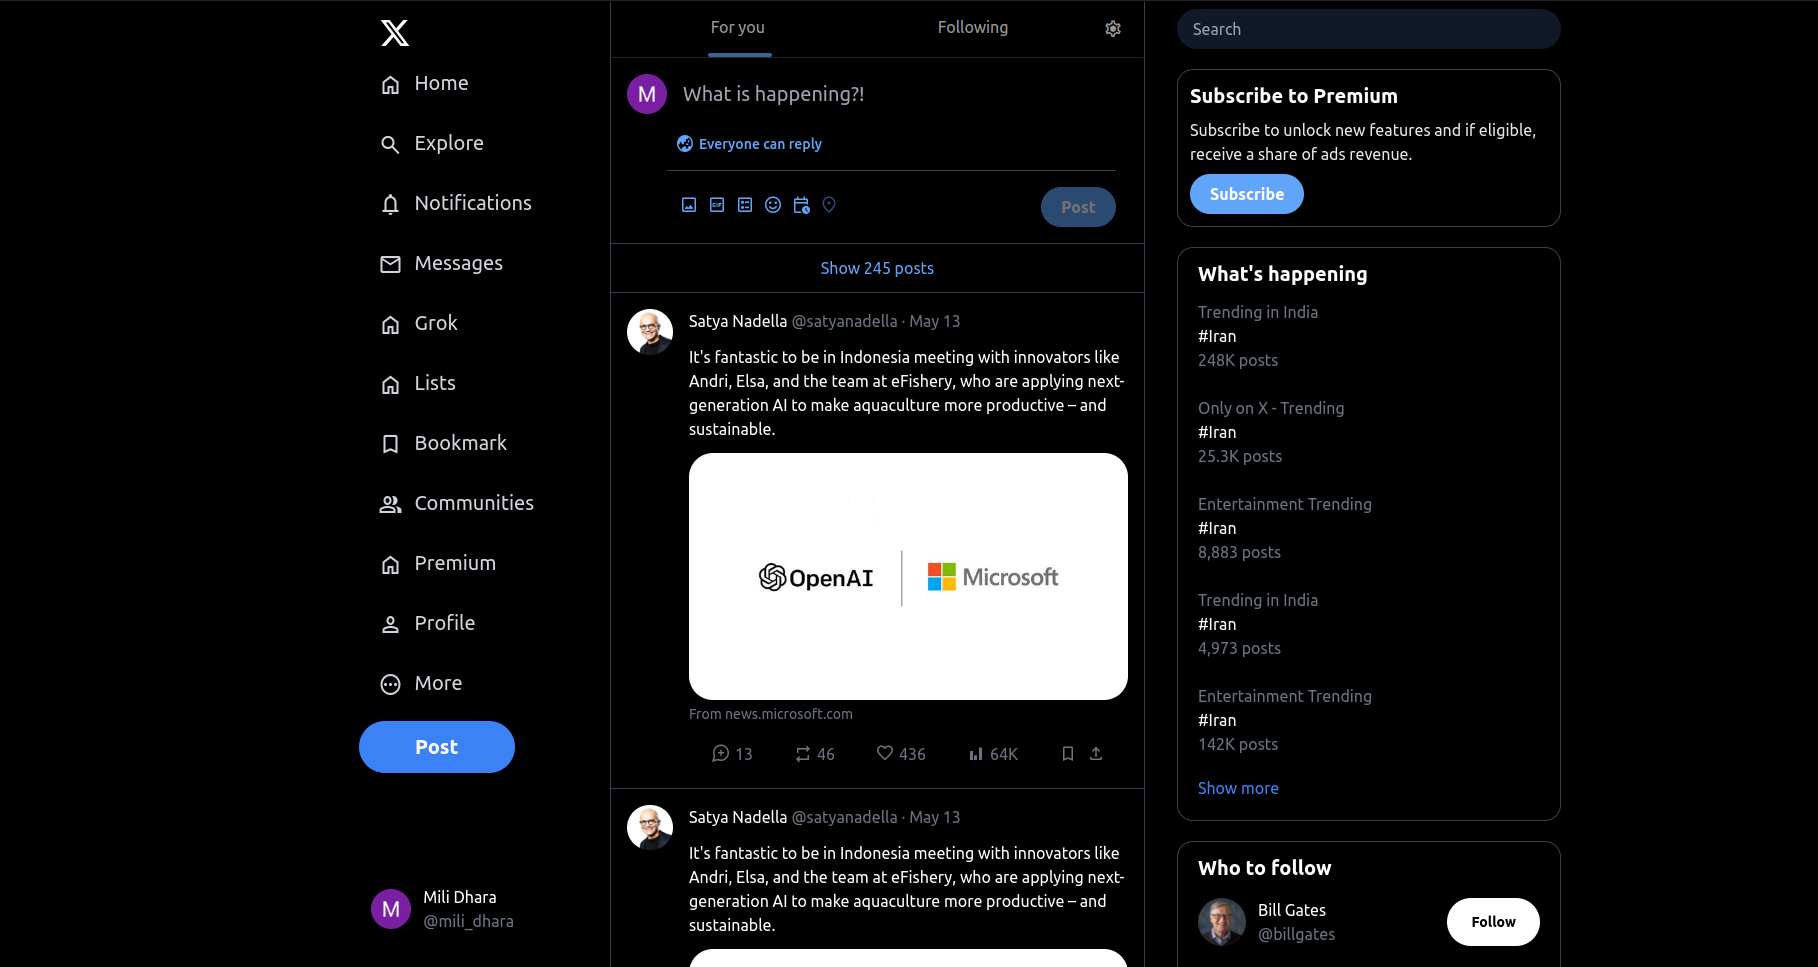 Home
Explore
Notifications
Messages
Grok
Lists
Bookmark
Communities
Premium
Profile
More
Post
M
Mili Dhara
@mili_dhara
For you
Following
M
What is happening?!
Everyone can reply
GIF
Post
Show 245 posts
Satya Nadella @satyanadella · May 13
It's fantastic to be in Indonesia meeting with innovators like
Andri, Elsa, and the team at eFishery, who are applying next-
generation AI to make aquaculture more productive – and
sustainable.
OpenAI
Microsoft
From news.microsoft.com
13
46
436
64K
Satya Nadella @satyanadella · May 13
It's fantastic to be in Indonesia meeting with innovators like
Andri, Elsa, and the team at eFishery, who are applying next-
generation AI to make aquaculture more productive – and
sustainable.
Search
Subscribe to Premium
Subscribe to unlock new features and if eligible,
receive a share of ads revenue.
Subscribe
What's happening
Trending in India
#Iran
248K posts
Only on X - Trending
#Iran
25.3K posts
Entertainment Trending
#Iran
8,883 posts
Trending in India
#Iran
4,973 posts
Entertainment Trending
#Iran
142K posts
Show more
Who to follow
Bill Gates
@billgates
Follow